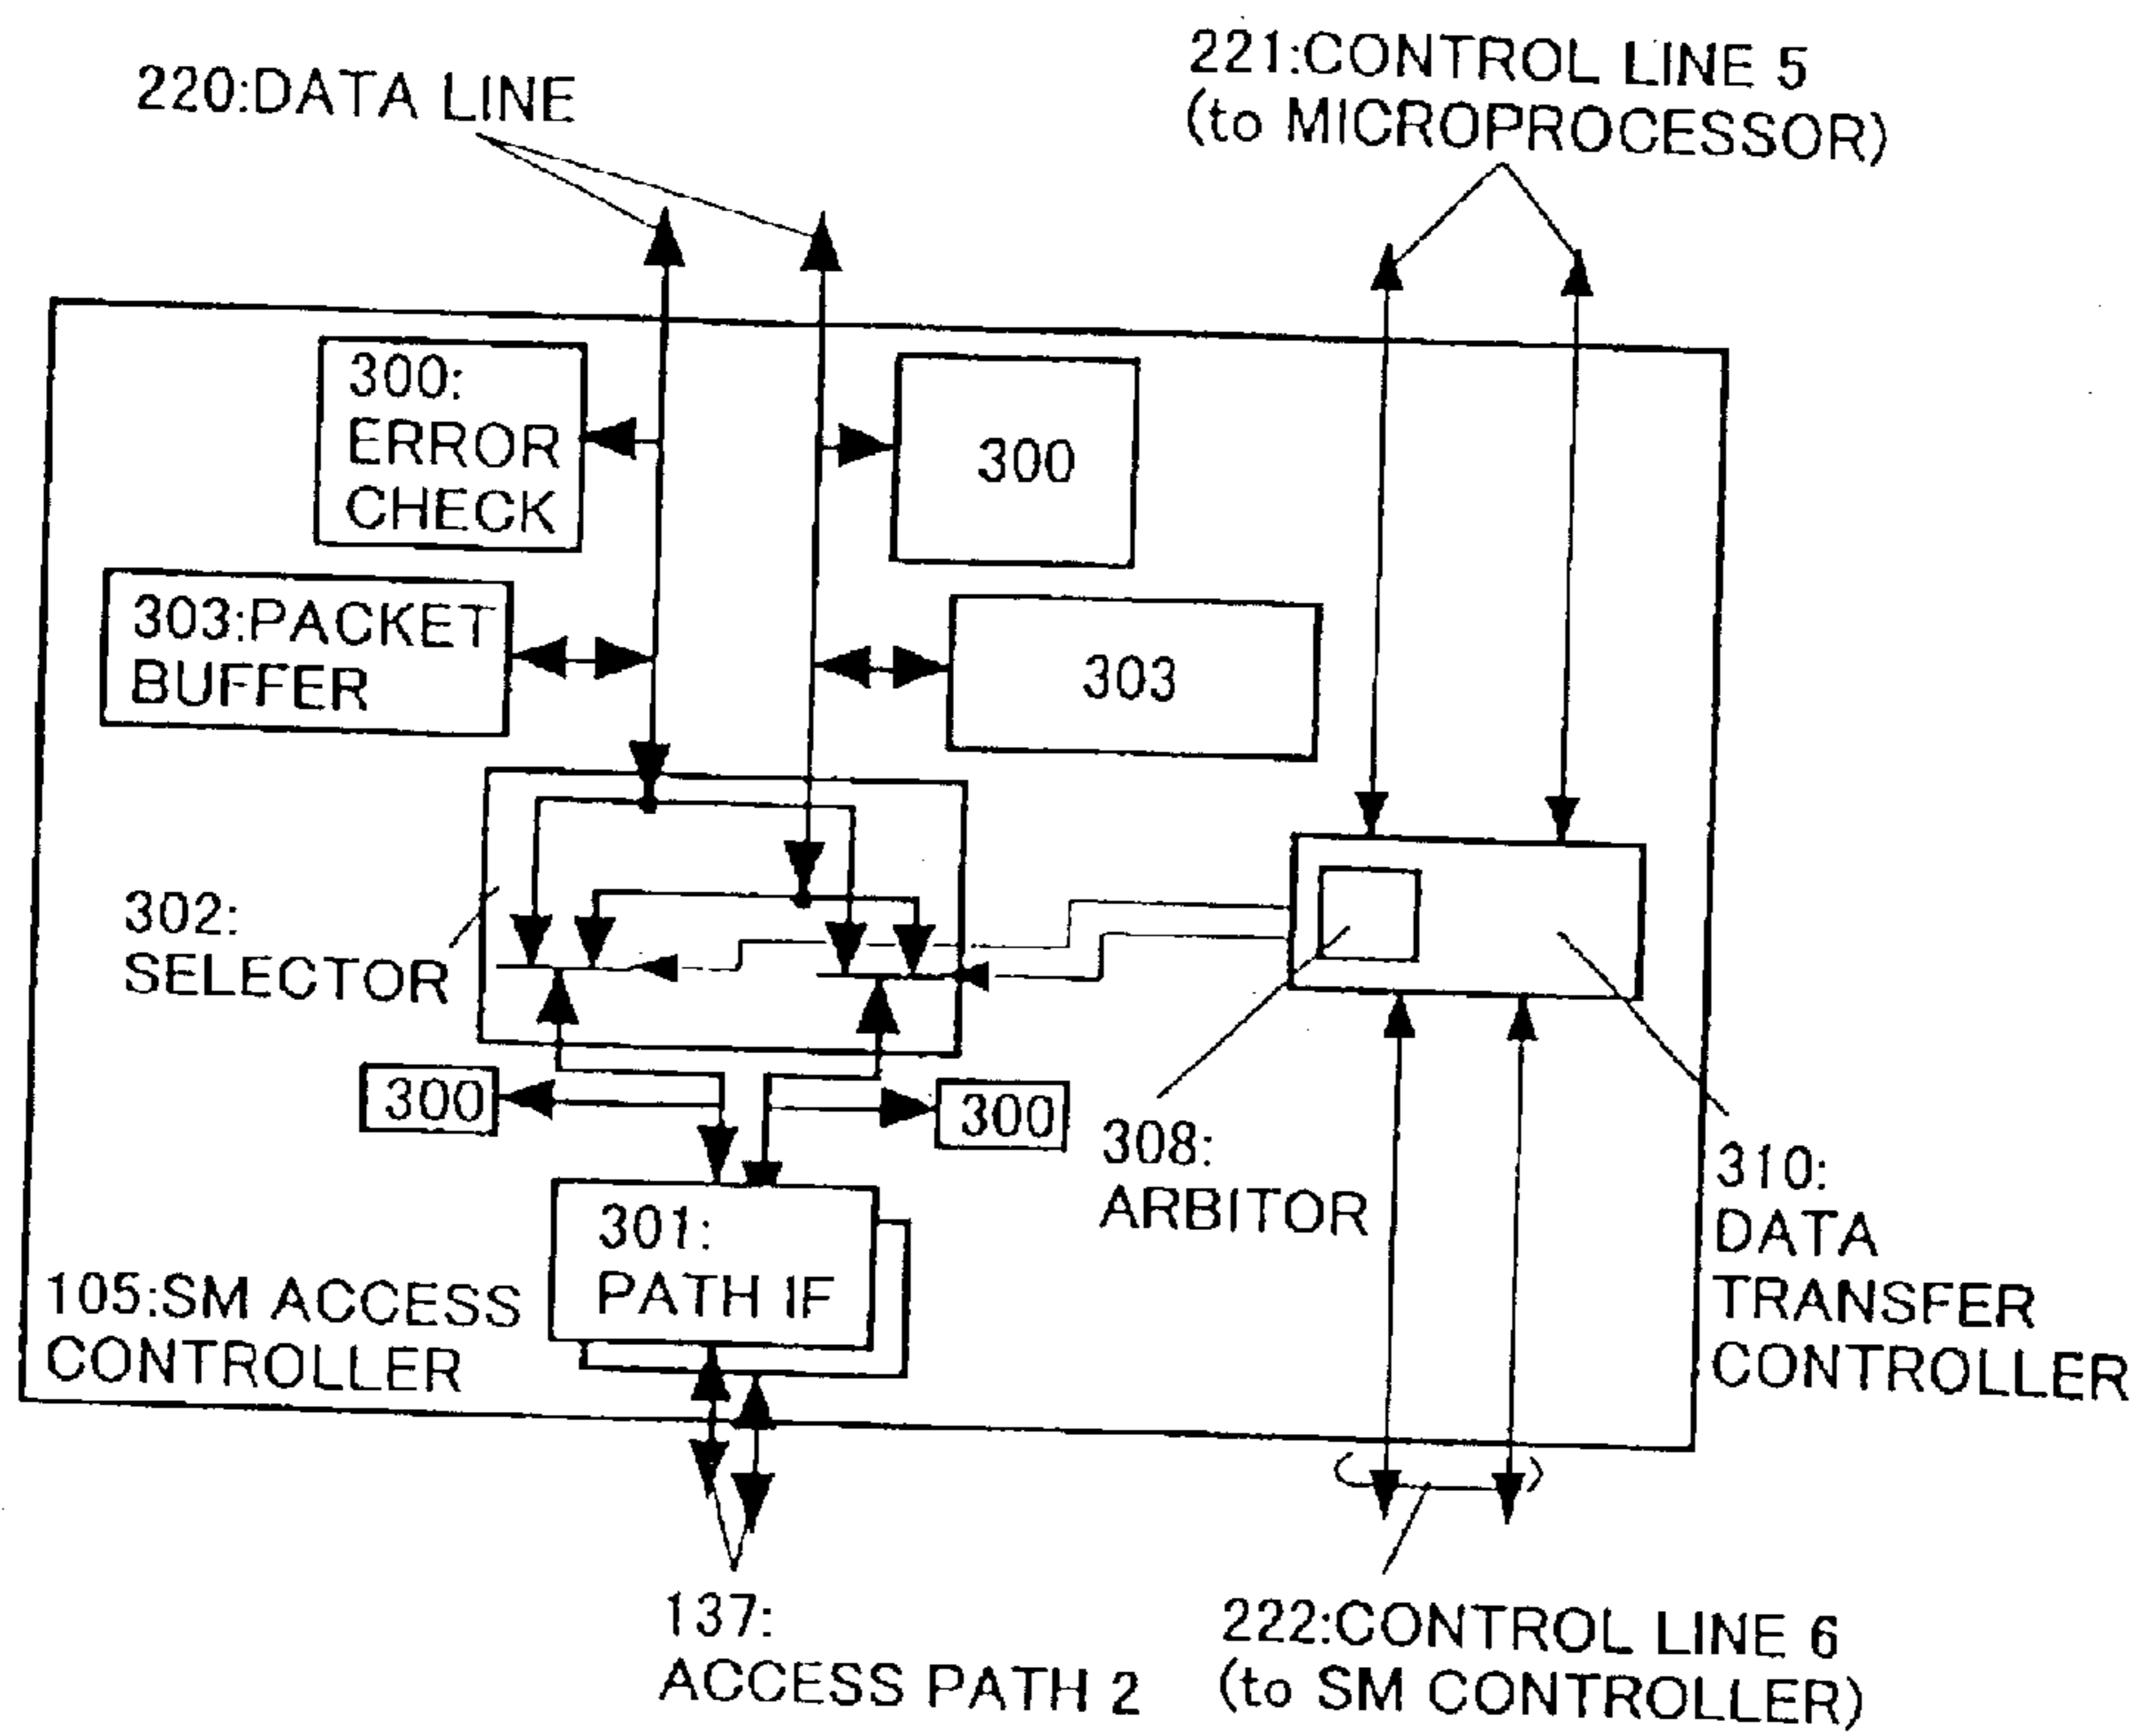 220:DATA LINE
221:CONTROL LINE 5
(to MICROPROCESSOR)
300:
ERROR
CHECK
300
303:PACKET
BUFFER
303
302:
SELECTOR
300
300
308:
ARBITOR
310:
DATA
TRANSFER
CONTROLLER
301:
PATH IF
105:SM ACCESS
CONTROLLER
137:
ACCESS PATH 2
222:CONTROL LINE 6
(to SM CONTROLLER)